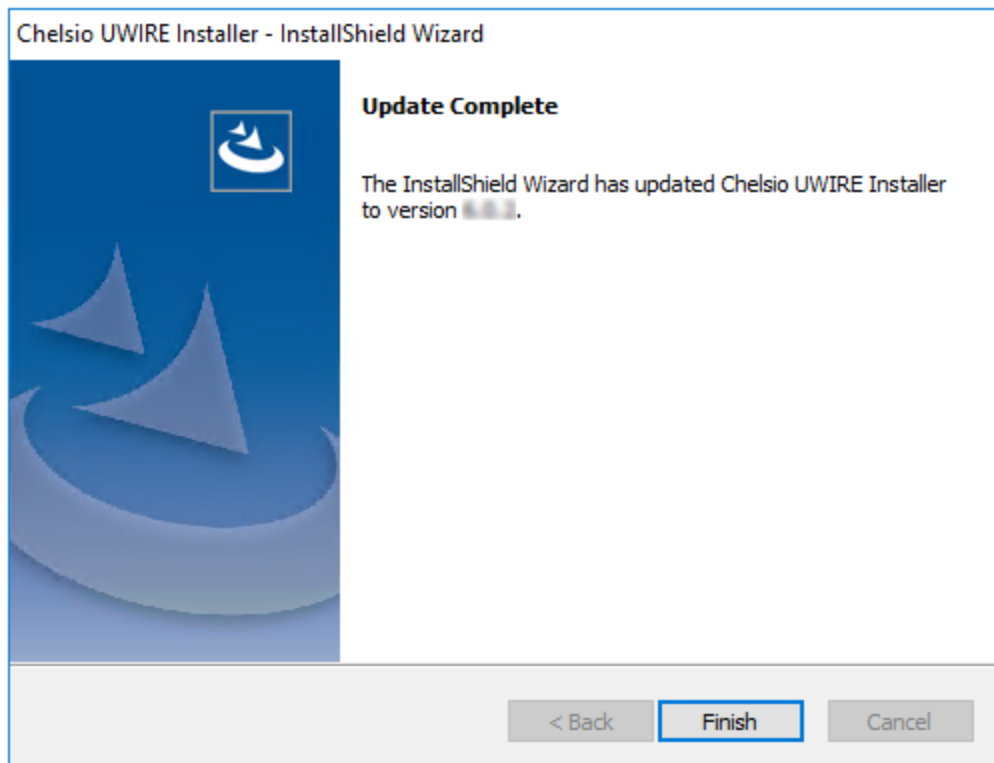 Chelsio UWIRE Installer - InstallShield Wizard
Update Complete
The InstallShield Wizard has updated Chelsio UWIRE Installer
to version .
< Back
Finish
Cancel